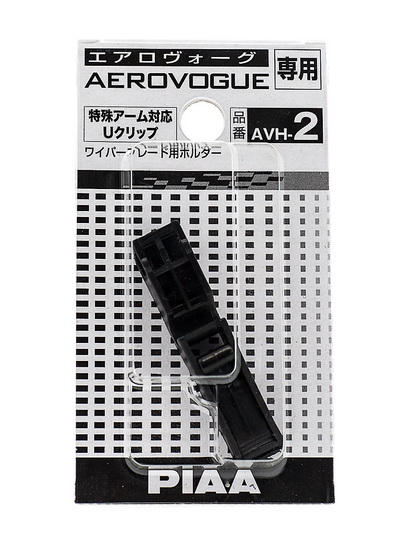 エアロヴォーグ
AEROVOGUE
専用
特殊アーム対応
Uクリップ
品番 AVH-2
ワイパーブレード用ホルダー
PIAA